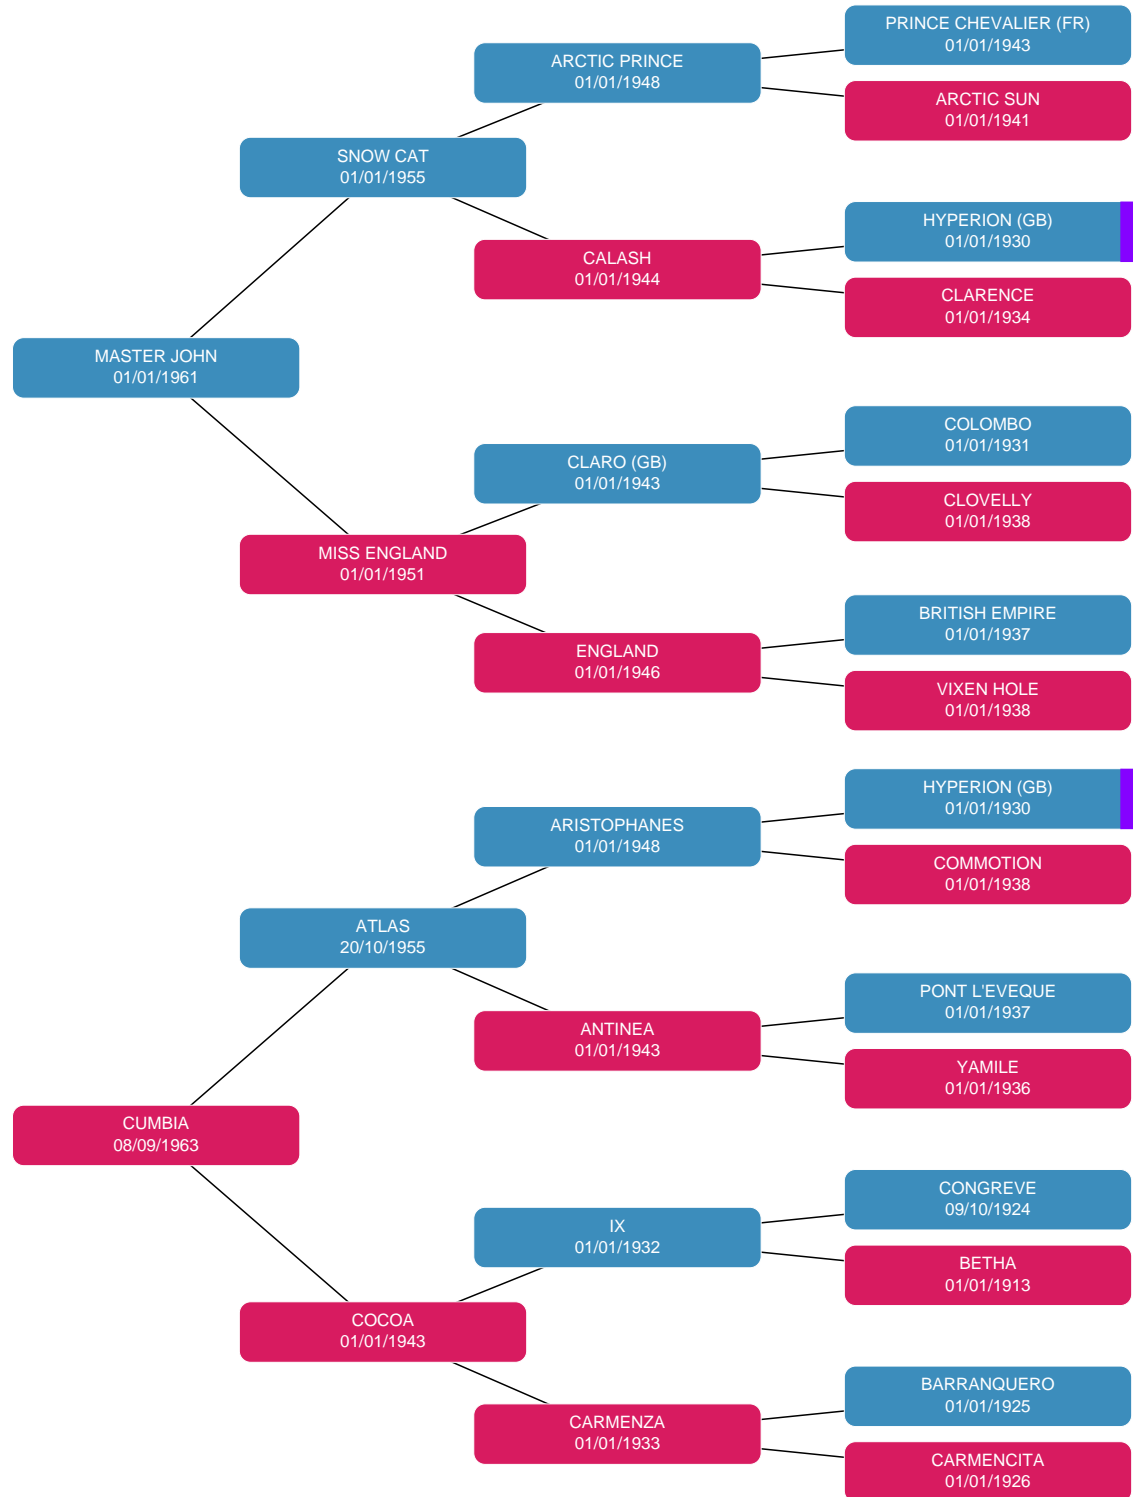 PRINCE CHEVALIER (FR)
01/01/1943
ARCTIC PRINCE
01/01/1948
ARCTIC SUN
01/01/1941
SNOW CAT
01/01/1955
HYPERION (GB)
01/01/1930
CALASH
01/01/1944
CLARENCE
01/01/1934
MASTER JOHN
01/01/1961
COLOMBO
01/01/1931
CLARO (GB)
01/01/1943
CLOVELLY
01/01/1938
MISS ENGLAND
01/01/1951
BRITISH EMPIRE
01/01/1937
ENGLAND
01/01/1946
VIXEN HOLE
01/01/1938
HYPERION (GB)
01/01/1930
ARISTOPHANES
01/01/1948
COMMOTION
01/01/1938
ATLAS
20/10/1955
PONT L'EVEQUE
01/01/1937
ANTINEA
01/01/1943
YAMILE
01/01/1936
CUMBIA
08/09/1963
CONGREVE
09/10/1924
IX
01/01/1932
BETHA
01/01/1913
COCOA
01/01/1943
BARRANQUERO
01/01/1925
CARMENZA
01/01/1933
CARMENCITA
01/01/1926